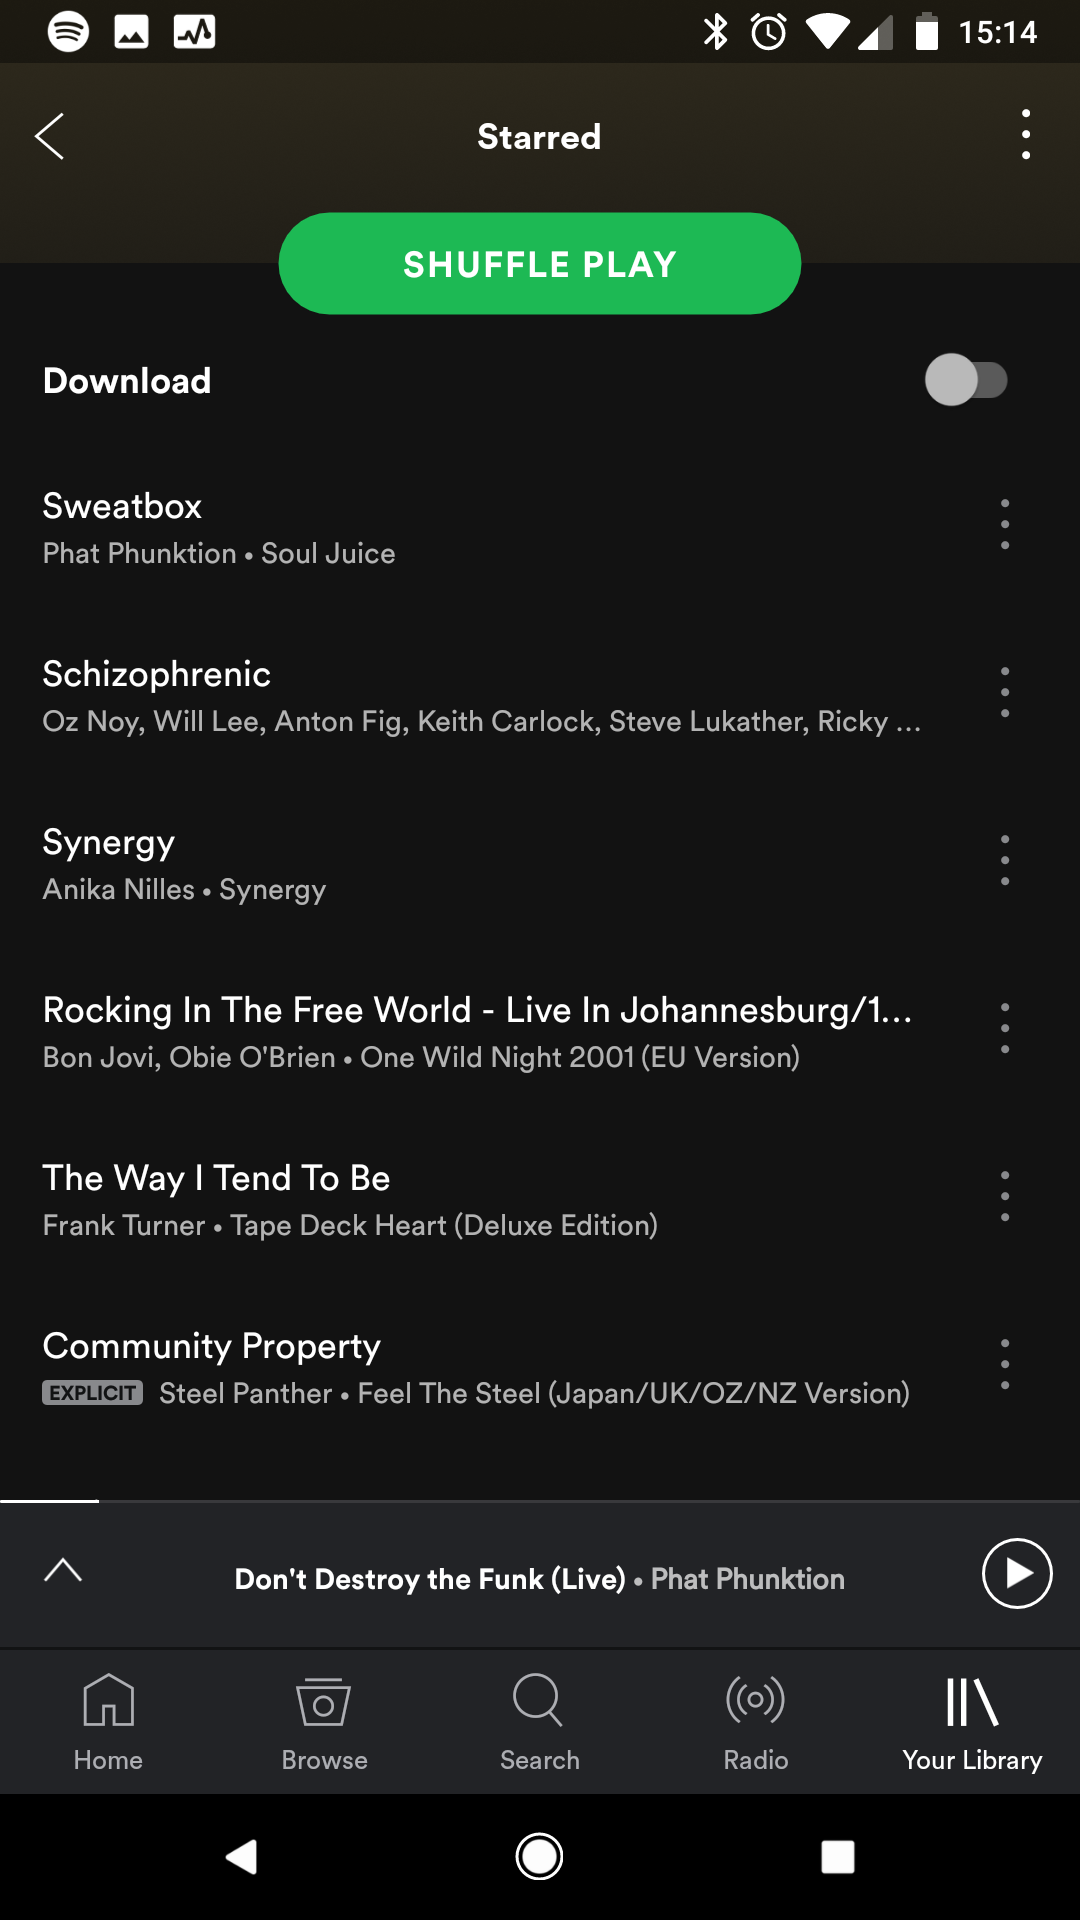 15:14
Starred
SHUFFLE PLAY
Download
Sweatbox
Phat Phunktion • Soul Juice
Schizophrenic
Oz Noy, Will Lee, Anton Fig, Keith Carlock, Steve Lukather, Ricky ...
Synergy
Anika Nilles • Synergy
Rocking In The Free World - Live In Johannesburg/1...
Bon Jovi, Obie O'Brien • One Wild Night 2001 (EU Version)
The Way I Tend To Be
Frank Turner • Tape Deck Heart (Deluxe Edition)
Community Property
EXPLICIT Steel Panther • Feel The Steel (Japan/UK/OZ/NZ Version)
Don't Destroy the Funk (Live) • Phat Phunktion
Home Browse Search Radio Your Library